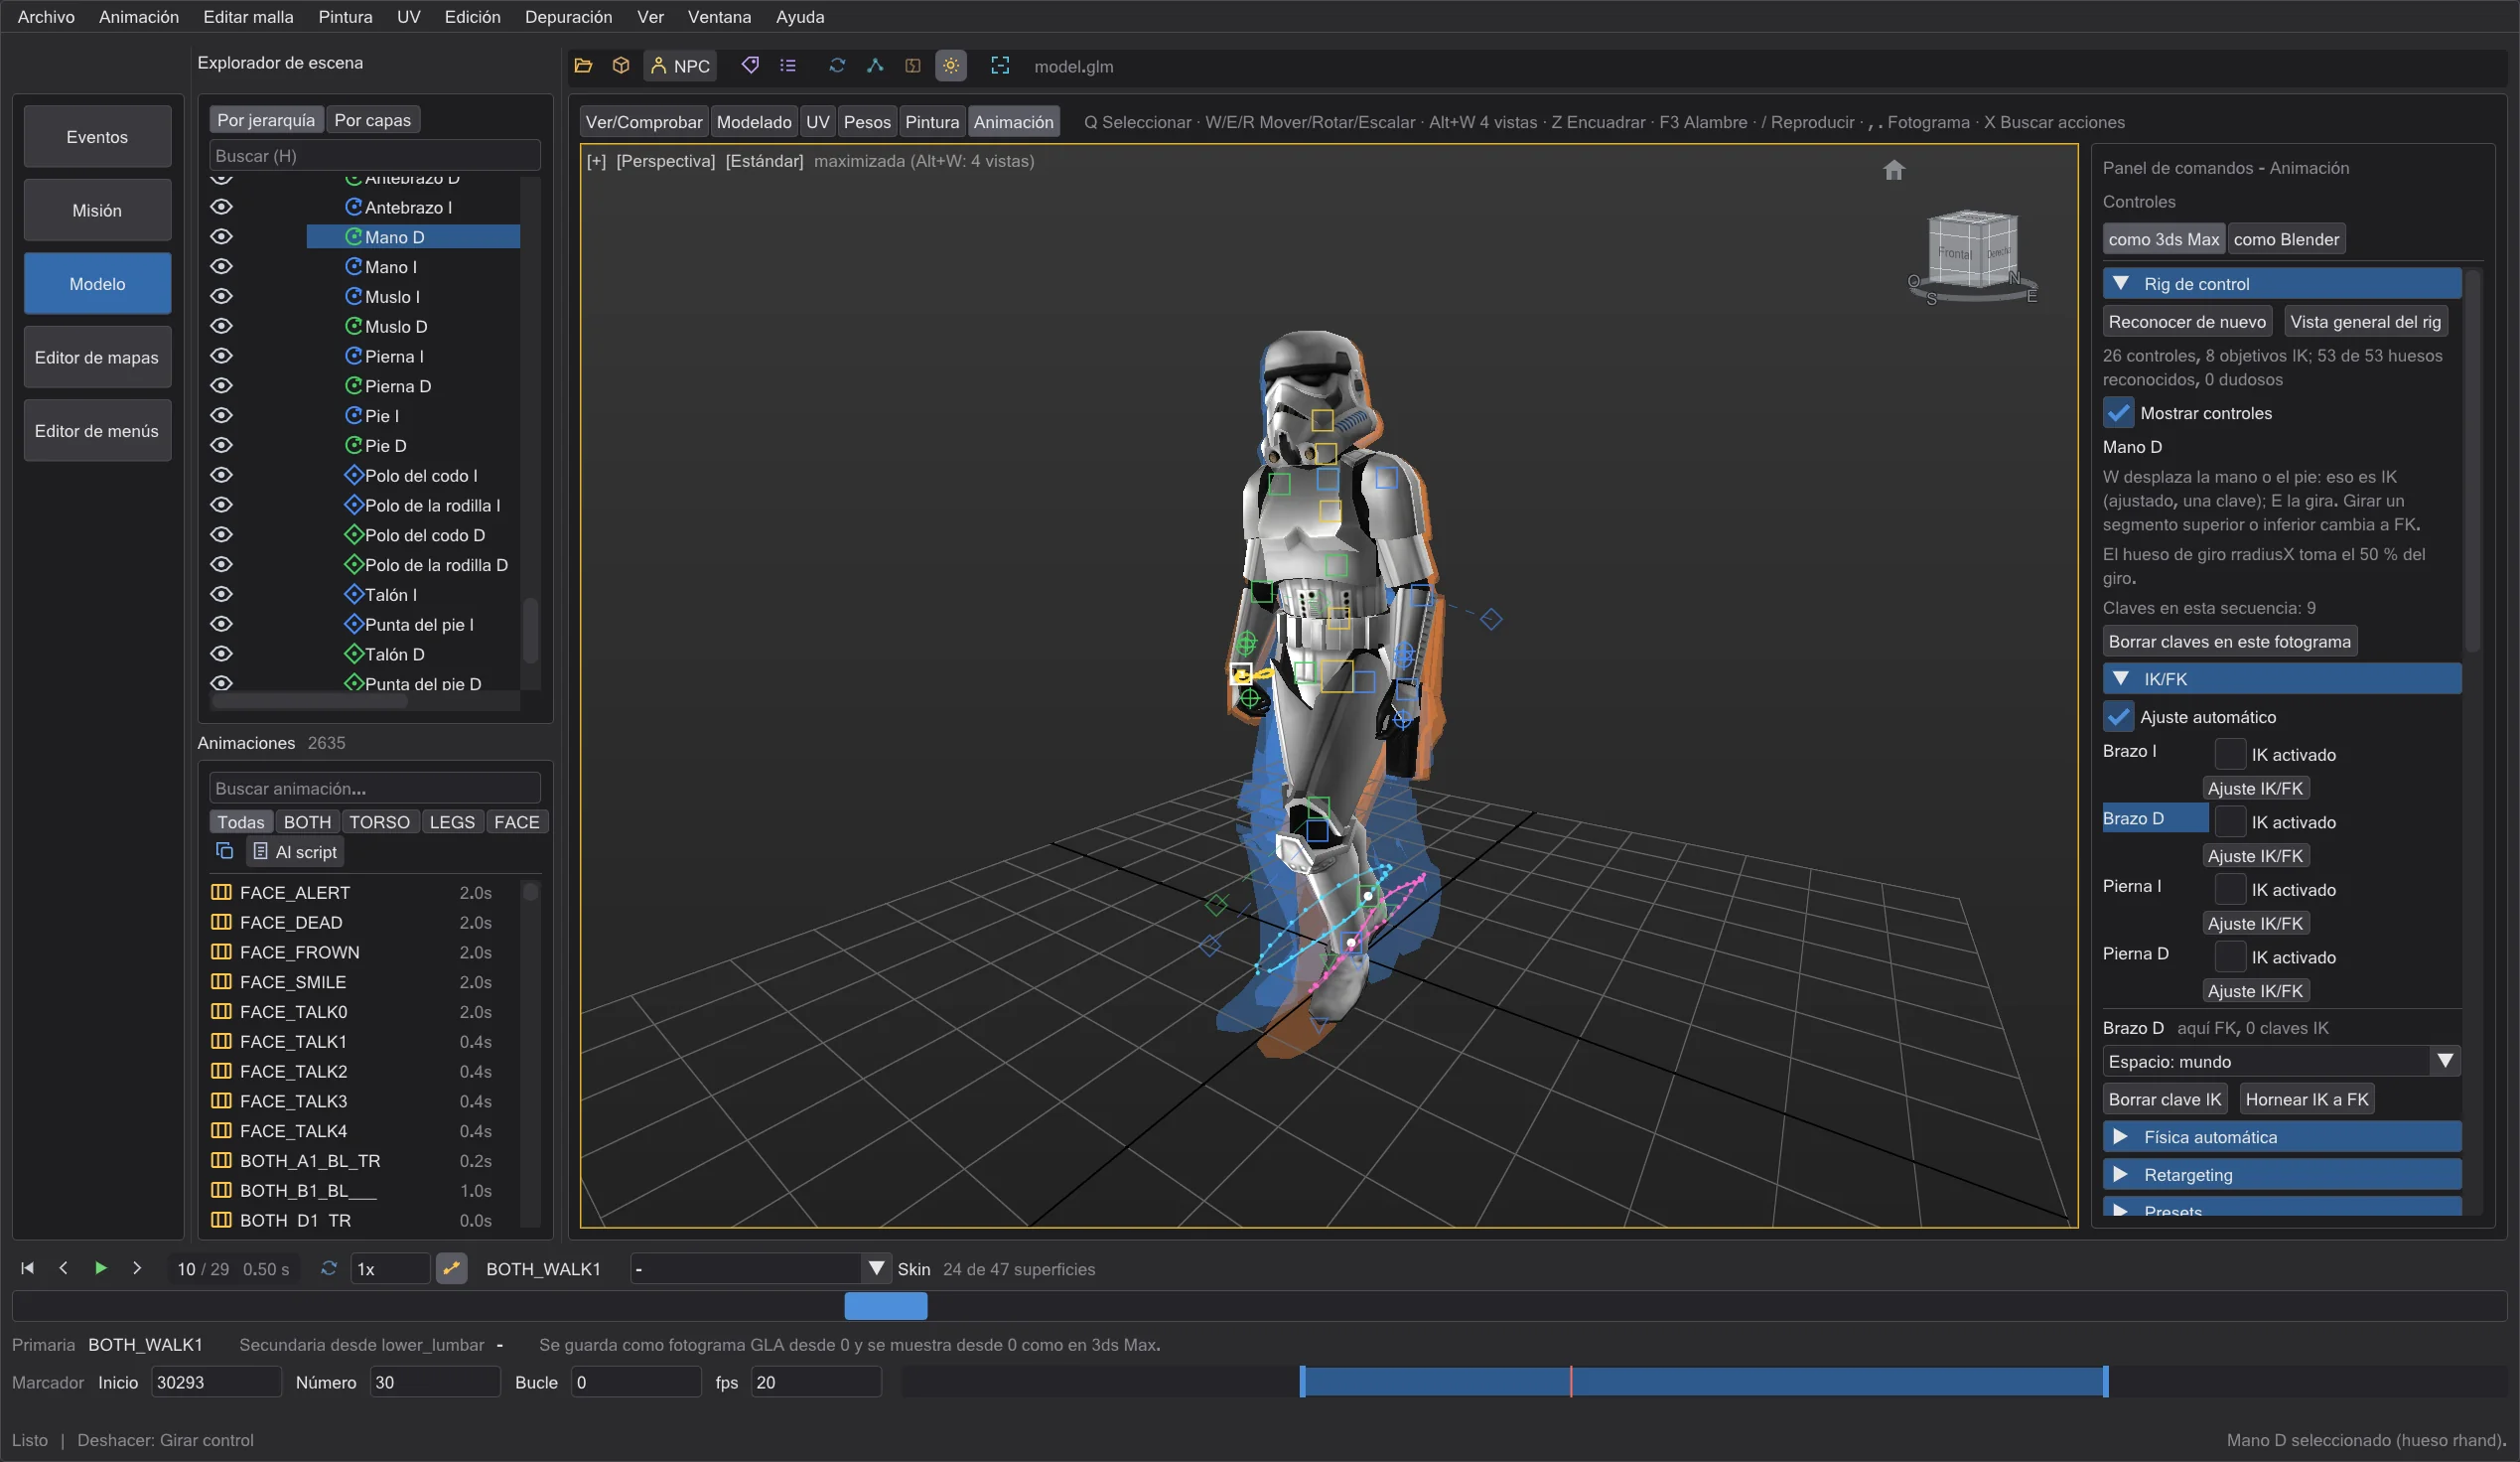 Archivo Animación Editar malla Pintura UV Edición Depuración Ver Ventana Ayuda
Explorador de escena
NPC
model.glm
Eventos
Misión
Modelo
Editor de mapas
Editor de menús
Por jerarquía Por capas
Buscar (H)
Antebrazo D
Antebrazo I
Mano D
Mano I
Muslo I
Muslo D
Pierna I
Pierna D
Pie I
Pie D
Polo del codo I
Polo de la rodilla I
Polo del codo D
Polo de la rodilla D
Talón I
Punta del pie I
Talón D
Punta del pie D
Animaciones 2635
Buscar animación...
Todas BOTH TORSO LEGS FACE
Al script
FACE_ALERT 2.0s
FACE_DEAD 2.0s
FACE_FROWN 2.0s
FACE_SMILE 2.0s
FACE_TALK0 2.0s
FACE_TALK1 0.4s
FACE_TALK2 0.4s
FACE_TALK3 0.4s
FACE_TALK4 0.4s
BOTH_A1_BL_TR 0.2s
BOTH_B1_BL___ 1.0s
BOTH_D1_TR 0.0s
Ver/Comprobar Modelado UV Pesos Pintura Animación
Q Seleccionar · W/E/R Mover/Rotar/Escalar · Alt+W 4 vistas · Z Encuadrar · F3 Alambre · / Reproducir · , . Fotograma · X Buscar acciones
[+] [Perspectiva] [Estándar] maximizada (Alt+W: 4 vistas)
Frontal
O
S
N
E
Panel de comandos - Animación
Controles
como 3ds Max como Blender
Rig de control
Reconocer de nuevo Vista general del rig
26 controles, 8 objetivos IK; 53 de 53 huesos
reconocidos, 0 dudosos
Mostrar controles
Mano D
W desplaza la mano o el pie: eso es IK
(ajustado, una clave); E la gira. Girar un
segmento superior o inferior cambia a FK.
El hueso de giro rradiusX toma el 50 % del
giro.
Claves en esta secuencia: 9
Borrar claves en este fotograma
IK/FK
Ajuste automático
Brazo I IK activado
Ajuste IK/FK
Brazo D IK activado
Ajuste IK/FK
Pierna I IK activado
Ajuste IK/FK
Pierna D IK activado
Ajuste IK/FK
Brazo D aquí FK, 0 claves IK
Espacio: mundo
Borrar clave IK Hornear IK a FK
Física automática
Retargeting
Presets
10 / 29 0.50 s 1x BOTH_WALK1 - Skin 24 de 47 superficies
Primaria BOTH_WALK1 Secundaria desde lower_lumbar - Se guarda como fotograma GLA desde 0 y se muestra desde 0 como en 3ds Max.
Marcador Inicio 30293 Número 30 Bucle 0 fps 20
Listo | Deshacer: Girar control
Mano D seleccionado (hueso rhand).